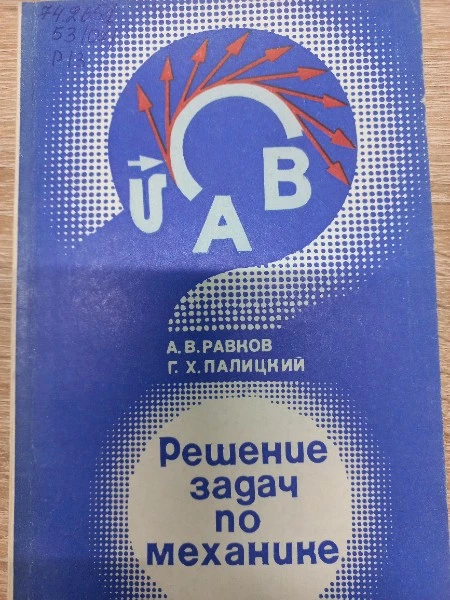 υ A B
А.В.РАВКОВ
Г.Х.ПАЛИЦКИЙ
Решение
задач
по
механике